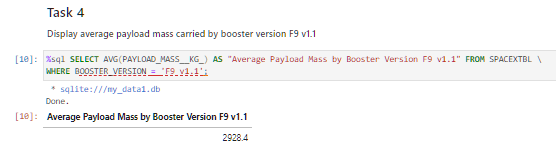 Task 4
Display average payload mass carried by booster version F9 v1.1
[10]: %sql SELECT AVG(PAYLOAD_MASS__KG_) AS "Average Payload Mass by Booster Version F9 v1.1" FROM SPACEXTBL \
WHERE BOOSTER_VERSION = 'F9 v1.1';
* sqlite:///my_data1.db
Done.
[10]: Average Payload Mass by Booster Version F9 v1.1
2928.4